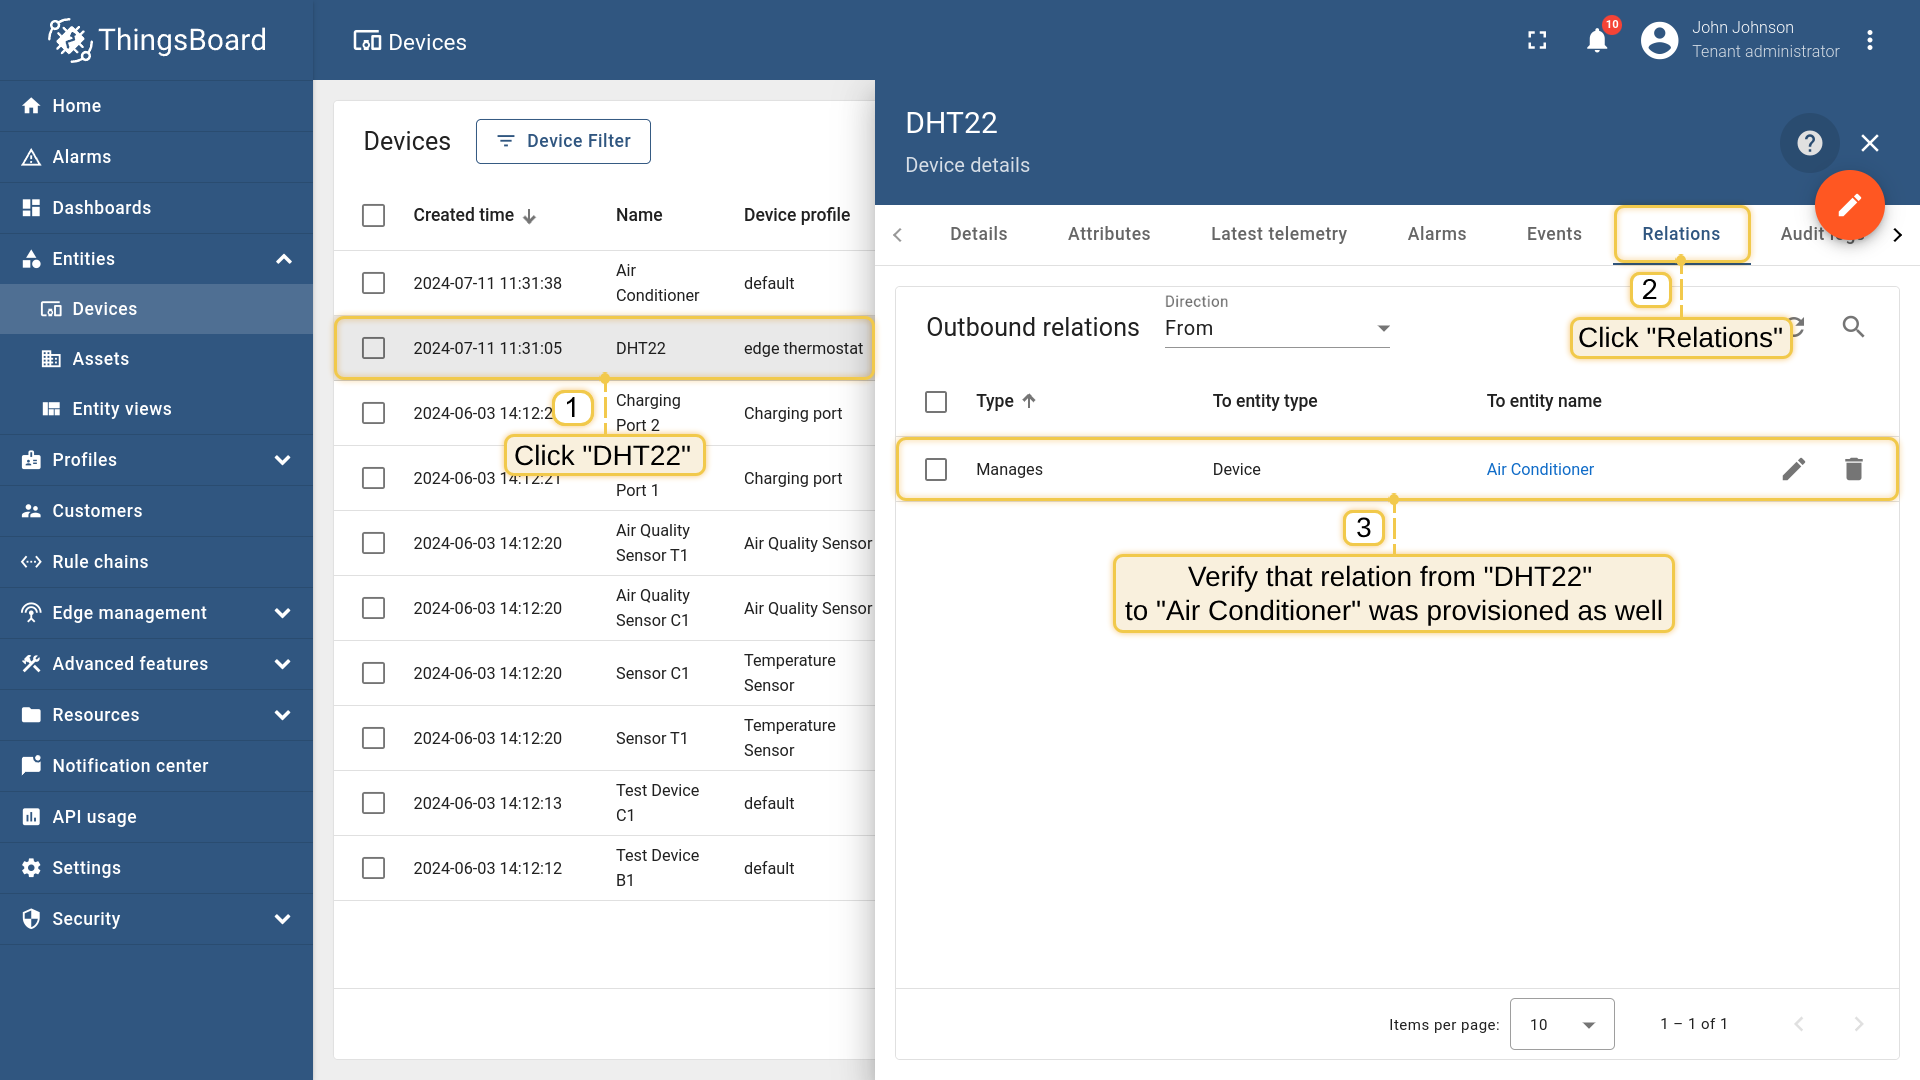 ThingsBoard
Devices
10
John Johnson
Tenant administrator
Home
Alarms
Dashboards
Entities
Devices
Assets
Entity views
Profiles
Customers
Rule chains
Edge management
Advanced features
Resources
Notification center
API usage
Settings
Security
Devices
Device Filter
Created time
Name
Device profile
2024-07-11 11:31:38
Air
Conditioner
default
2024-07-11 11:31:05
DHT22
edge thermostat
2024-06-03 14:12:2
Charging
Port 2
Charging port
1
Click "DHT22"
2024-06-03 14:12:21
Port 1
Charging port
2024-06-03 14:12:20
Air Quality
Sensor T1
Air Quality Sensor
2024-06-03 14:12:20
Air Quality
Sensor C1
Air Quality Sensor
2024-06-03 14:12:20
Sensor C1
Temperature
Sensor
2024-06-03 14:12:20
Sensor T1
Temperature
Sensor
2024-06-03 14:12:13
Test Device
C1
default
2024-06-03 14:12:12
Test Device
B1
default
DHT22
Device details
Details
Attributes
Latest telemetry
Alarms
Events
Relations
Audit
2
Click "Relations"
Outbound relations
Direction
From
Type
To entity type
To entity name
Manages
Device
Air Conditioner
3
Verify that relation from "DHT22"
to "Air Conditioner" was provisioned as well
Items per page:
10
1 – 1 of 1